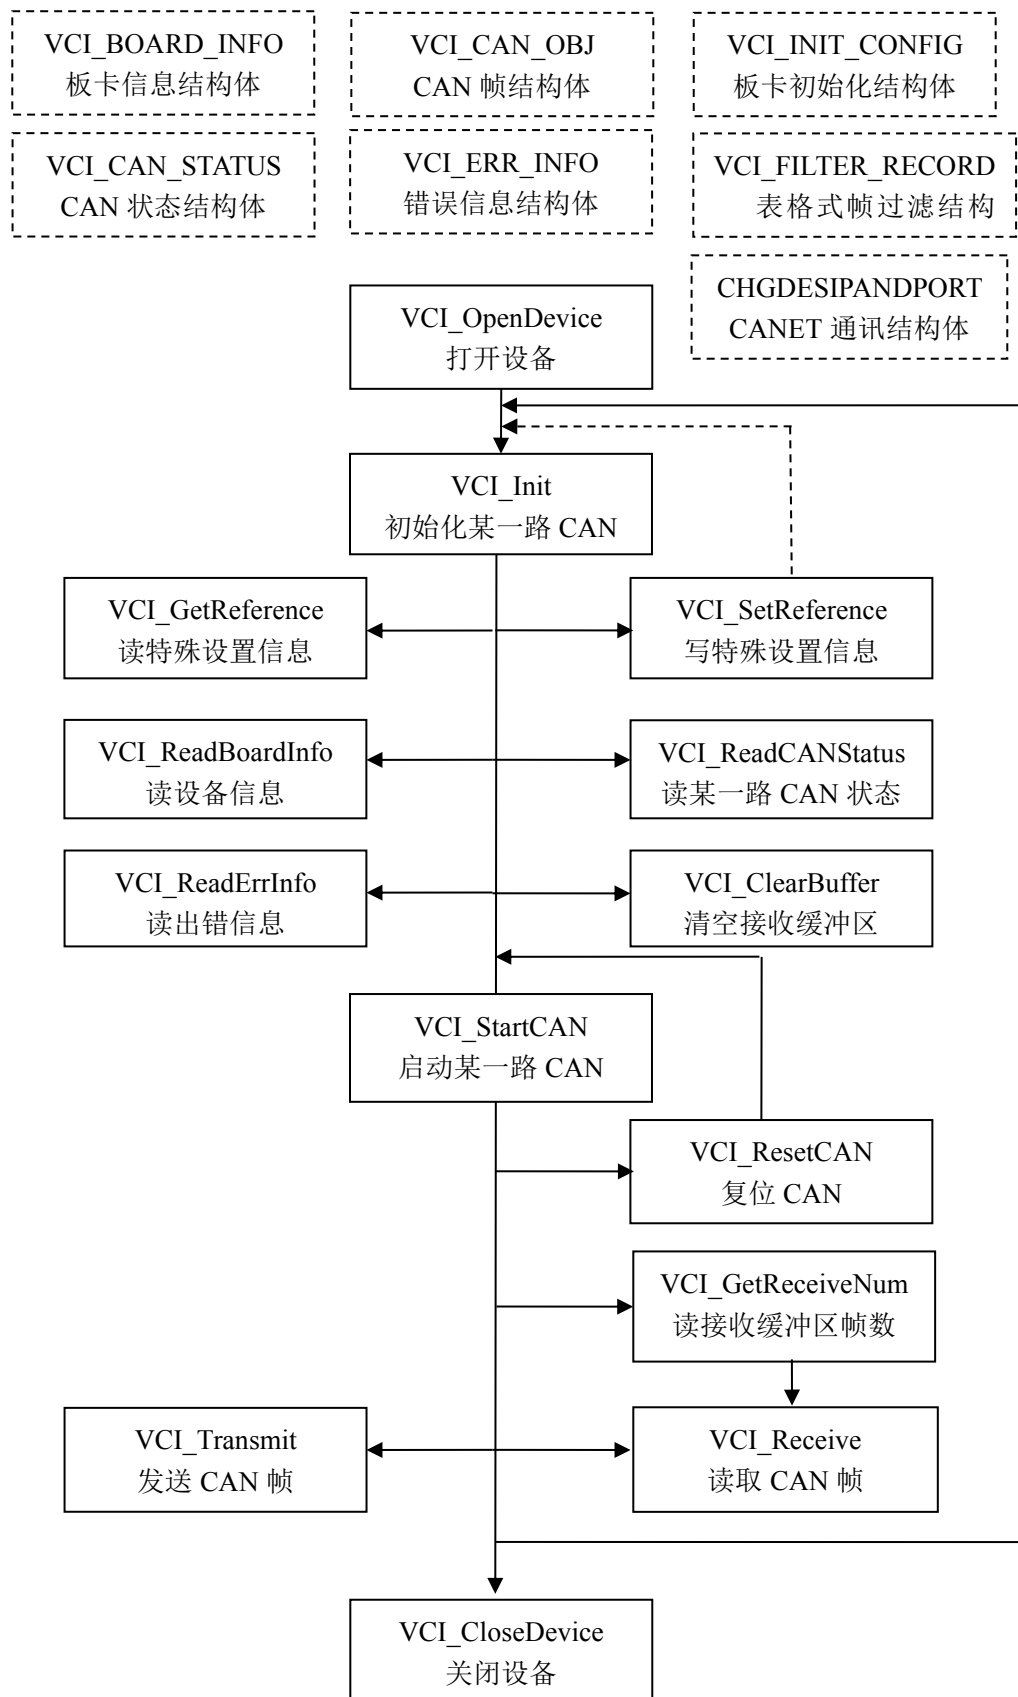 VCI_BOARD_INFO
板卡信息结构体
VCI_CAN_OBJ
CAN 帧结构体
VCI_INIT_CONFIG
板卡初始化结构体
VCI_CAN_STATUS
CAN 状态结构体
VCI_ERR_INFO
错误信息结构体
VCI_FILTER_RECORD
表格式帧过滤结构
CHGDESIPANDPORT
CANET 通讯结构体
VCI_OpenDevice
打开设备
VCI_Init
初始化某一路 CAN
VCI_GetReference
读特殊设置信息
VCI_SetReference
写特殊设置信息
VCI_ReadBoardInfo
读设备信息
VCI_ReadCANStatus
读某一路 CAN 状态
VCI_ReadErrInfo
读出错信息
VCI_ClearBuffer
清空接收缓冲区
VCI_StartCAN
启动某一路 CAN
VCI_ResetCAN
复位 CAN
VCI_GetReceiveNum
读接收缓冲区帧数
VCI_Transmit
发送 CAN 帧
VCI_Receive
读取 CAN 帧
VCI_CloseDevice
关闭设备